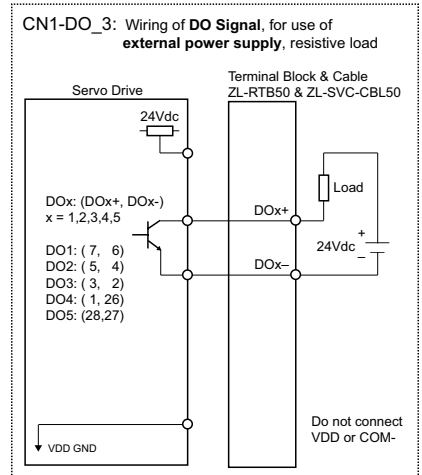 CN1-DO_3: Wiring of DO Signal, for use of
external power supply, resistive load
Terminal Block & Cable
ZL-RTB50 & ZL-SVC-CBL50
Servo Drive
24Vdc
DOx: (DOx+, DOx-)
x = 1,2,3,4,5
DO1: ( 7, 6)
DO2: ( 5, 4)
DO3: ( 3, 2)
DO4: ( 1, 26)
DO5: (28,27)
DOx+
Load
+
24Vdc
–
DOx–
Do not connect
VDD or COM-
VDD GND